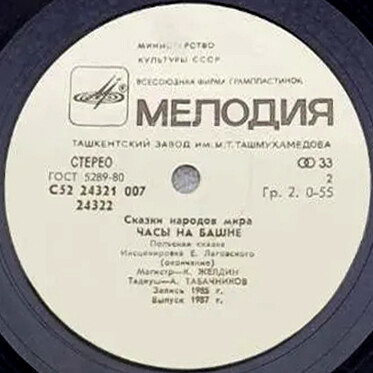 МИНИСТЕРСТВО
КУЛЬТУРЫ СССР
ВСЕСОЮЗНАЯ ФИРМА ГРАМПЛАСТИНОК
МЕЛОДИЯ
ТАШКЕНТСКИЙ ЗАВОД ИМ. М.Т. ТАШМУХАМЕДОВА
СТЕРЕО 33
ГОСТ 5289-80 2
С52 24321 007 Гр. 2. 0-55
24322
Сказки народов мира
ЧАСЫ НА БАШНЕ
Польская сказка
Инсценировка Е. Лаговского
(окончание)
Магистр—К. ЖЕЛДИН
Тадеуш—А. ТАБАЧНИКОВ
Запись 1985 г.
Выпуск 1987 г.